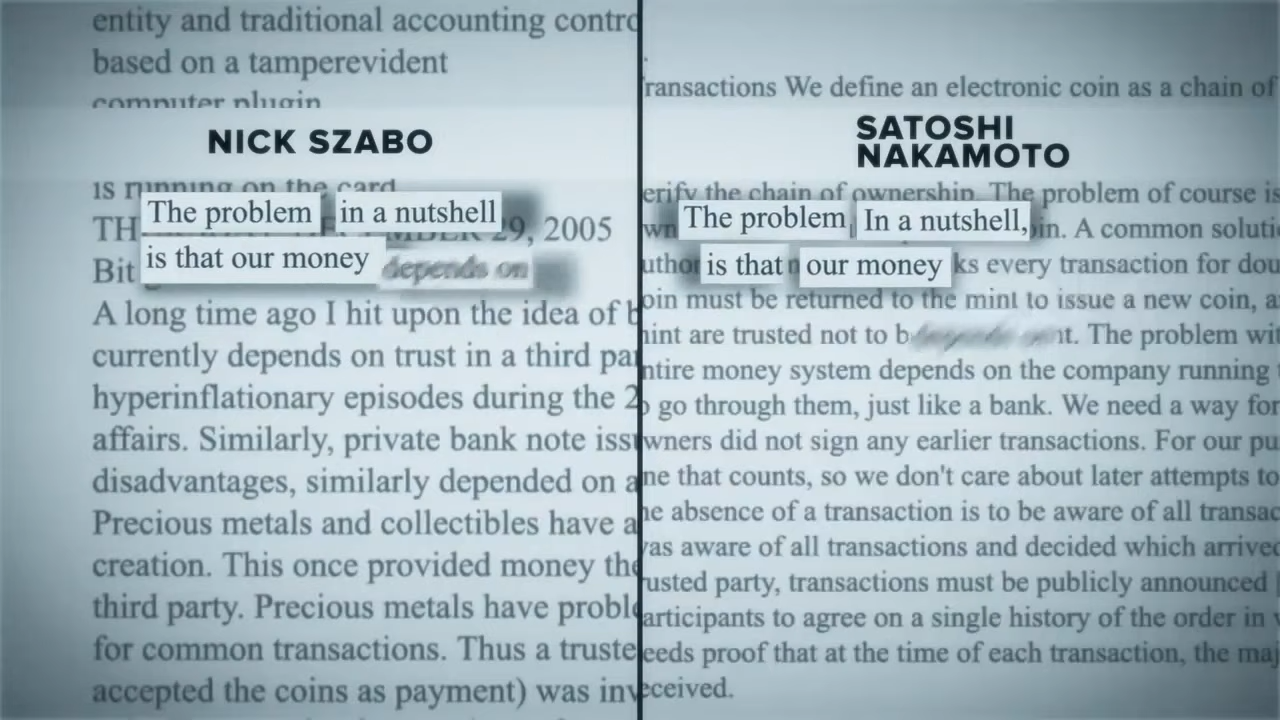 entity and traditional accounting contro
based on a tamperevident
computer plugin
NICK SZABO
is running on the card
The problem in a nutshell
TH 29, 2005
is that our money depends on
Bit
A long time ago I hit upon the idea of b
currently depends on trust in a third par
hyperinflationary episodes during the 2
affairs. Similarly, private bank note issu
disadvantages, similarly depended on a
Precious metals and collectibles have a
creation. This once provided money the
third party. Precious metals have proble
for common transactions. Thus a truste
accepted the coins as payment) was inv
ransactions We define an electronic coin as a chain of
SATOSHI
NAKAMOTO
erify the chain of ownership. The problem of course is
The problem In a nutshell,
wn in. A common soluti
is that our money
uthor ks every transaction for dou
oin must be returned to the mint to issue a new coin, a
int are trusted not to b nt. The problem wit
ntire money system depends on the company running
go through them, just like a bank. We need a way for
wners did not sign any earlier transactions. For our pu
ne that counts, so we don't care about later attempts to
he absence of a transaction is to be aware of all transac
as aware of all transactions and decided which arrived
rusted party, transactions must be publicly announced
articipants to agree on a single history of the order in
eeds proof that at the time of each transaction, the maj
eceived.